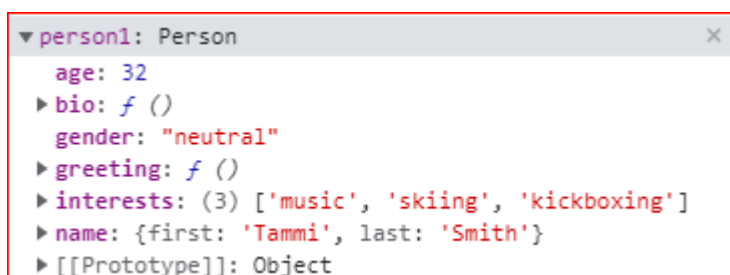 ▼person1: Person ×
age: 32
▶bio: ƒ ()
gender: "neutral"
▶greeting: ƒ ()
▶interests: (3) ['music', 'skiing', 'kickboxing']
▶name: {first: 'Tammi', last: 'Smith'}
▶[[Prototype]]: Object